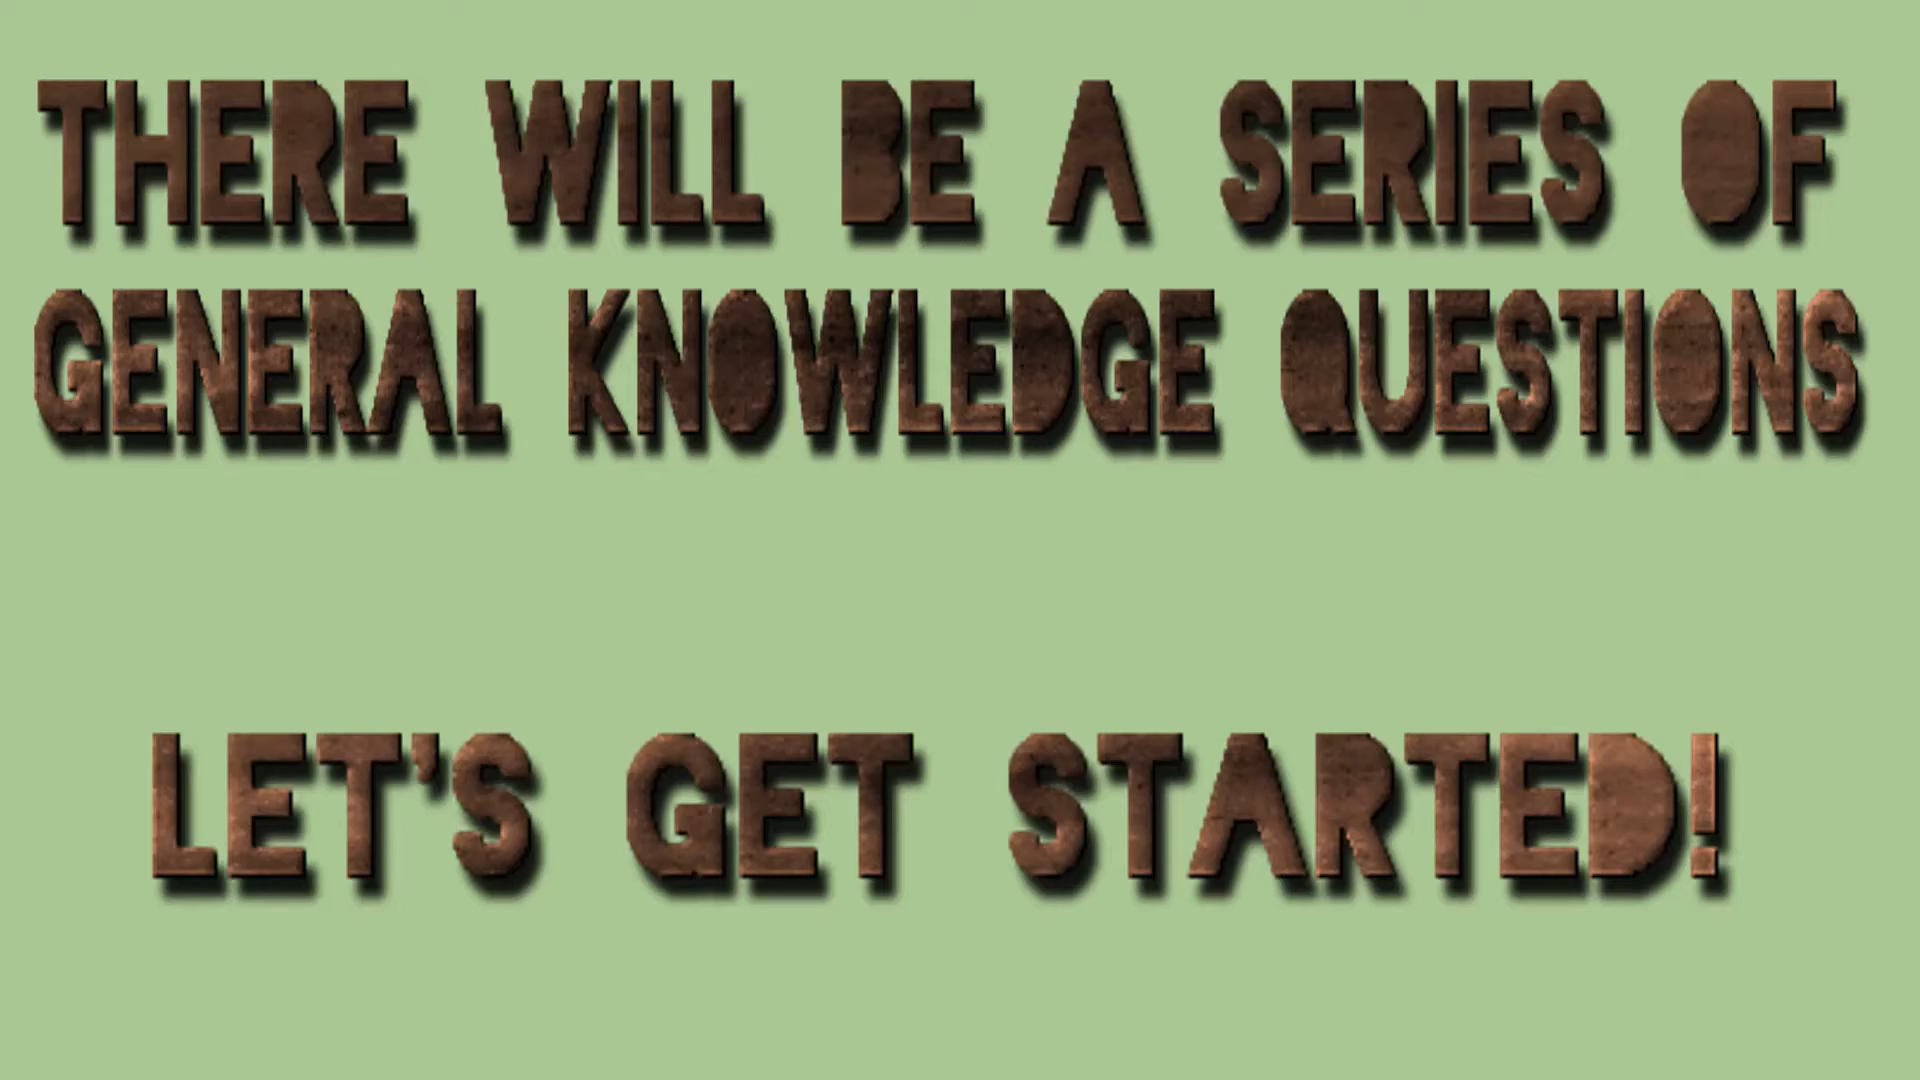 THERE WILL BE A SERIES OF
GENERAL KNOWLEDGE QUESTIONS
LET'S GET STARTED!